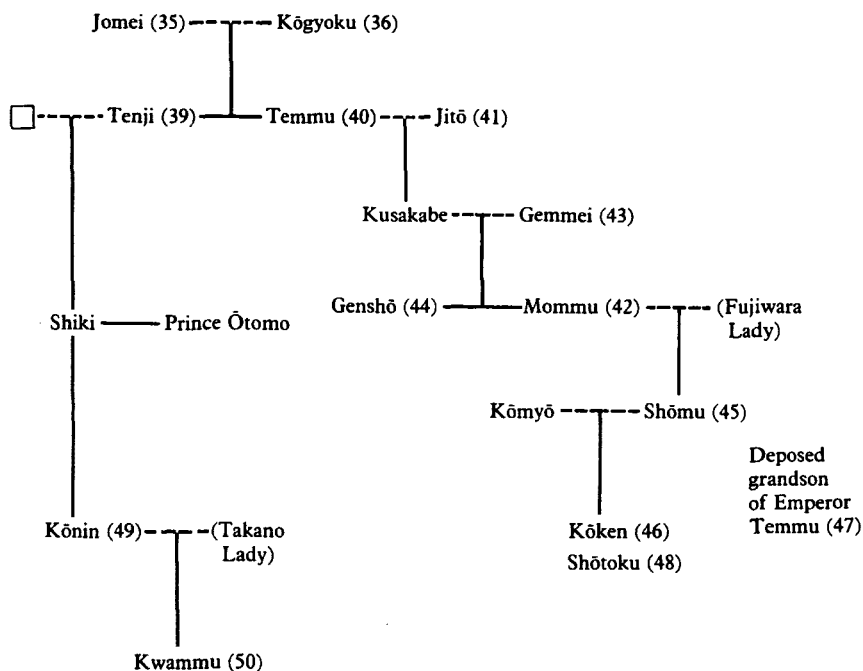 Jomei (35) Kōgyoku (36)
Tenji (39) Temmu (40) Jitō (41)
Kusakabe Gemmei (43)
Genshō (44) Mommu (42) (Fujiwara
Lady)
Shiki Prince Ōtomo
Kōmyō Shōmu (45)
Deposed
grandson
of Emperor
Temmu (47)
Kōnin (49) (Takano
Lady)
Kōken (46)
Shōtoku (48)
Kwammu (50)